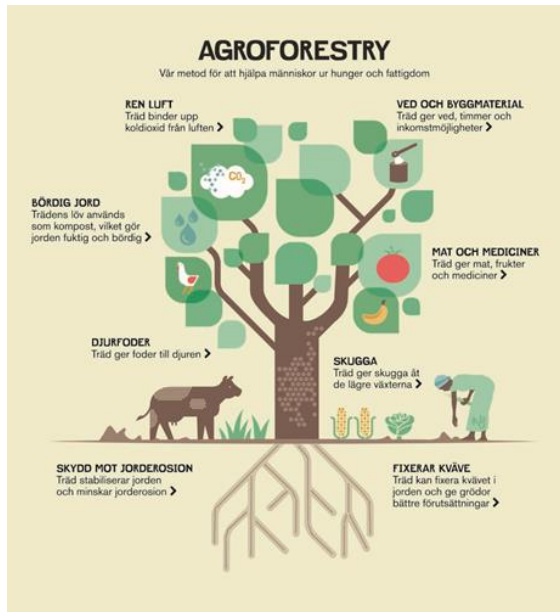 AGROFORESTRY
Vår metod för att hjälpa människor ur hunger och fattigdom
REN LUFT
Träd binder upp
koldioxid från luften >
VED OCH BYGGMATERIAL
Träd ger ved, timmer och
inkomstmöjligheter >
CO₂
BÖRDIG JORD
Trädens löv används
som kompost, vilket gör
jorden fuktig och bördig >
MAT OCH MEDICINER
Träd ger mat, frukter
och mediciner >
DJURFODER
Träd ger foder till djuren >
SKUGGA
Träd ger skugga åt
de lägre växterna >
SKYDD MOT JORDEROSION
Träd stabiliserar jorden
och minskar jorderosion >
FIXERAR KVÄVE
Träd kan fixera kvävet i
jorden och ge grödor
bättre förutsättningar >